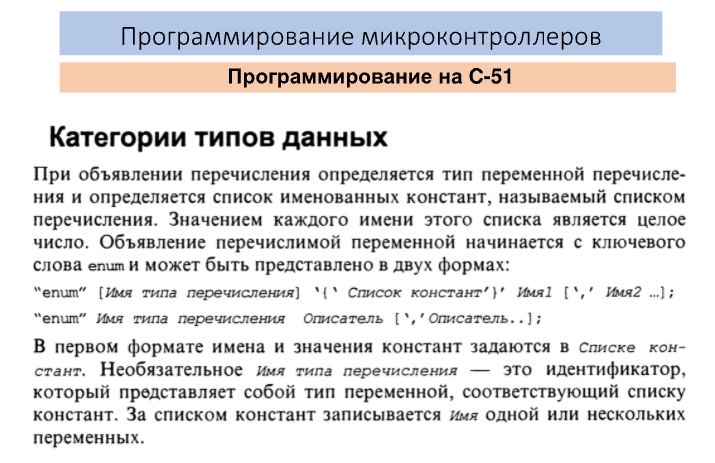 Программирование микроконтроллеров
Программирование на С-51
Категории типов данных
При объявлении перечисления определяется тип переменной перечисле-
ния и определяется список именованных констант, называемый списком
перечисления. Значением каждого имени этого списка является целое
число. Объявление перечислимой переменной начинается с ключевого
слова enum и может быть представлено в двух формах:
“enum” [Имя типа перечисления] ‘{‘ Список констант’}’ Имя1 [‘,’ Имя2 …];
“enum” Имя типа перечисления Описатель [‘,’Описатель..];
В первом формате имена и значения констант задаются в Списке кон-
стант. Необязательное Имя типа перечисления — это идентификатор,
который представляет собой тип переменной, соответствующий списку
констант. За списком констант записывается Имя одной или нескольких
переменных.